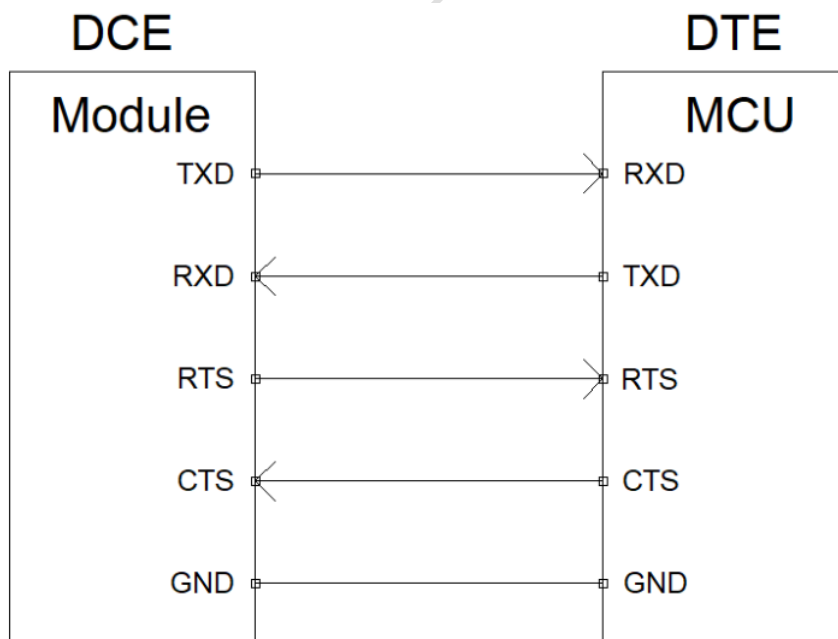 DCE DTE
Module MCU
TXD RXD
RXD TXD
RTS RTS
CTS CTS
GND GND